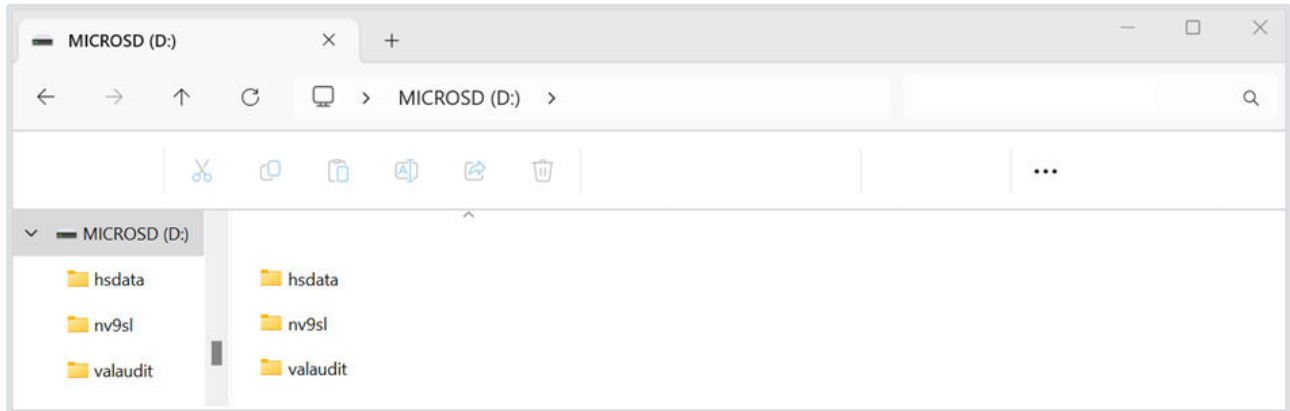 MICROSD (D:)
MICROSD (D:)
MICROSD (D:)
hsdata hsdata
nv9sl nv9sl
valaudit valaudit